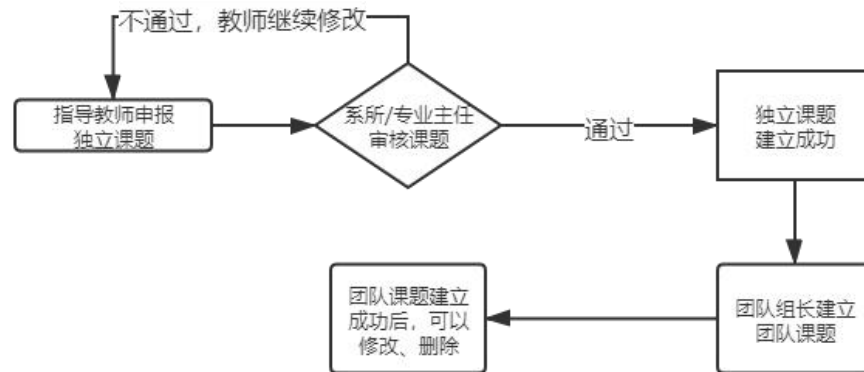 不通过，教师继续修改
指导教师申报
独立课题
系所/专业主任
审核课题
通过
独立课题
建立成功
团队课题建立
成功后，可以
修改、删除
团队组长建立
团队课题